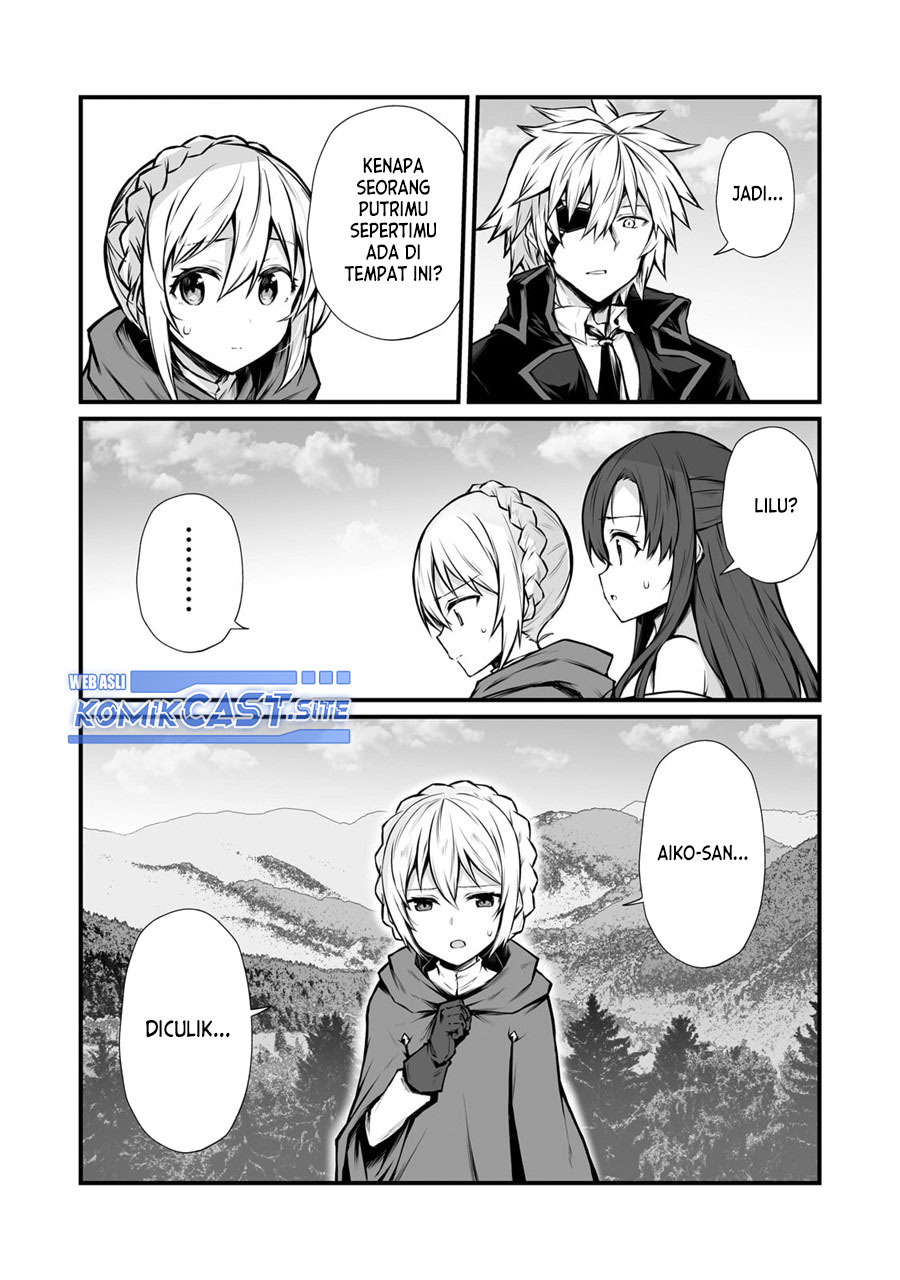 JADI...
KENAPA
SEORANG
PUTRIMU
SEPERTIMU
ADA DI
TEMPAT INI?
LILU?
.........
WEB ASLI
KOMIKCAST.SITE
AIKO-SAN...
DICULIK...